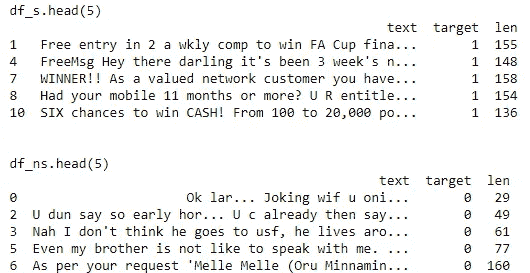 df_s.head(5)
text target len
1 Free entry in 2 a wkly comp to win FA Cup fina... 1 155
4 FreeMsg Hey there darling it's been 3 week's n... 1 148
7 WINNER!! As a valued network customer you have... 1 158
8 Had your mobile 11 months or more? U R entitle... 1 154
10 SIX chances to win CASH! From 100 to 20,000 po... 1 136
df_ns.head(5)
text target len
0 Ok lar... Joking wif u oni... 0 29
2 U dun say so early hor... U c already then say... 0 49
3 Nah I don't think he goes to usf, he lives aro... 0 61
5 Even my brother is not like to speak with me. ... 0 77
6 As per your request 'Melle Melle (Oru Minnamin... 0 160